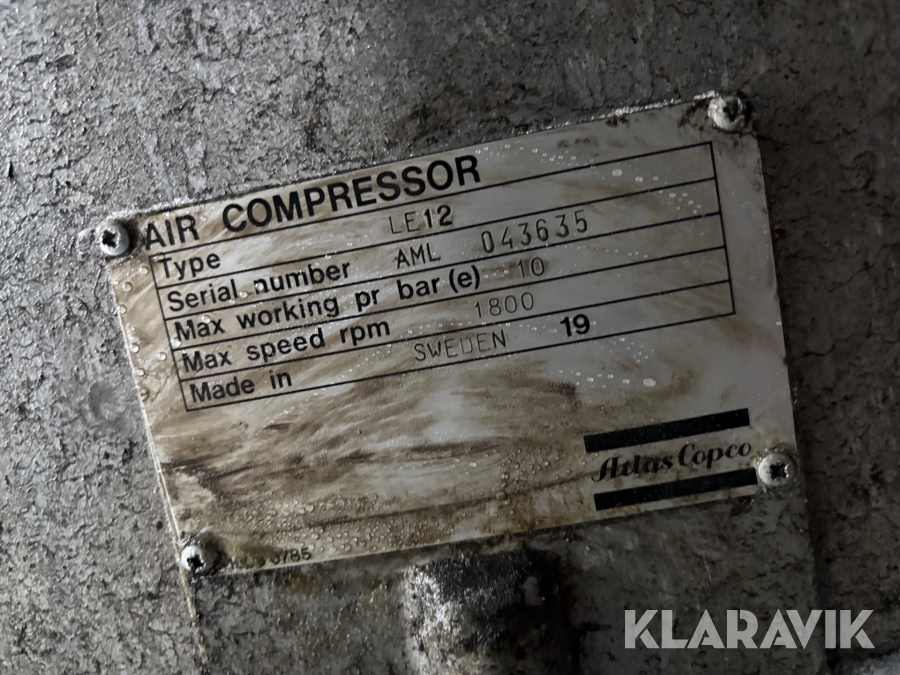 AIR COMPRESSOR
Type LE12
Serial number AML 043635
Max working pr bar (e) 10
Max speed rpm 1800
Made in SWEDEN 19
Atlas Copco
KLARAVIK